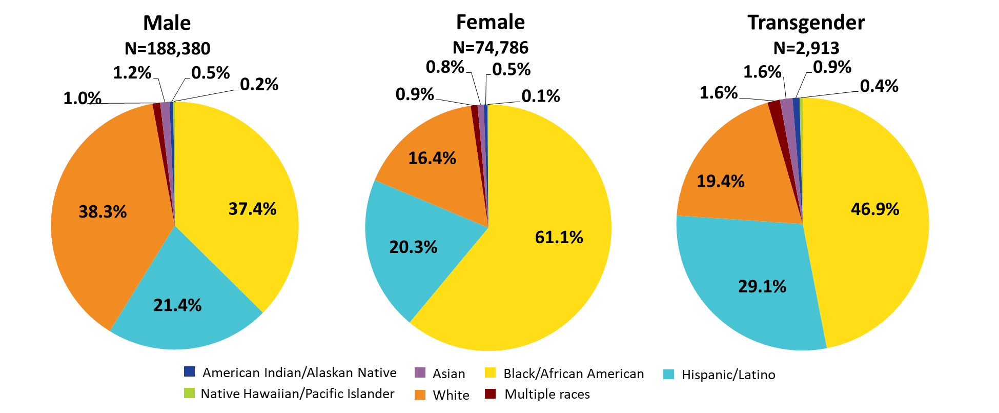 Male
N=188,380
1.2%
0.5%
0.2%
1.0%
38.3%
37.4%
21.4%
Female
N=74,786
0.8%
0.5%
0.9%
0.1%
16.4%
61.1%
20.3%
Transgender
N=2,913
1.6%
0.9%
0.4%
1.6%
19.4%
46.9%
29.1%
American Indian/Alaskan Native
Asian
Black/African American
Hispanic/Latino
Native Hawaiian/Pacific Islander
White
Multiple races